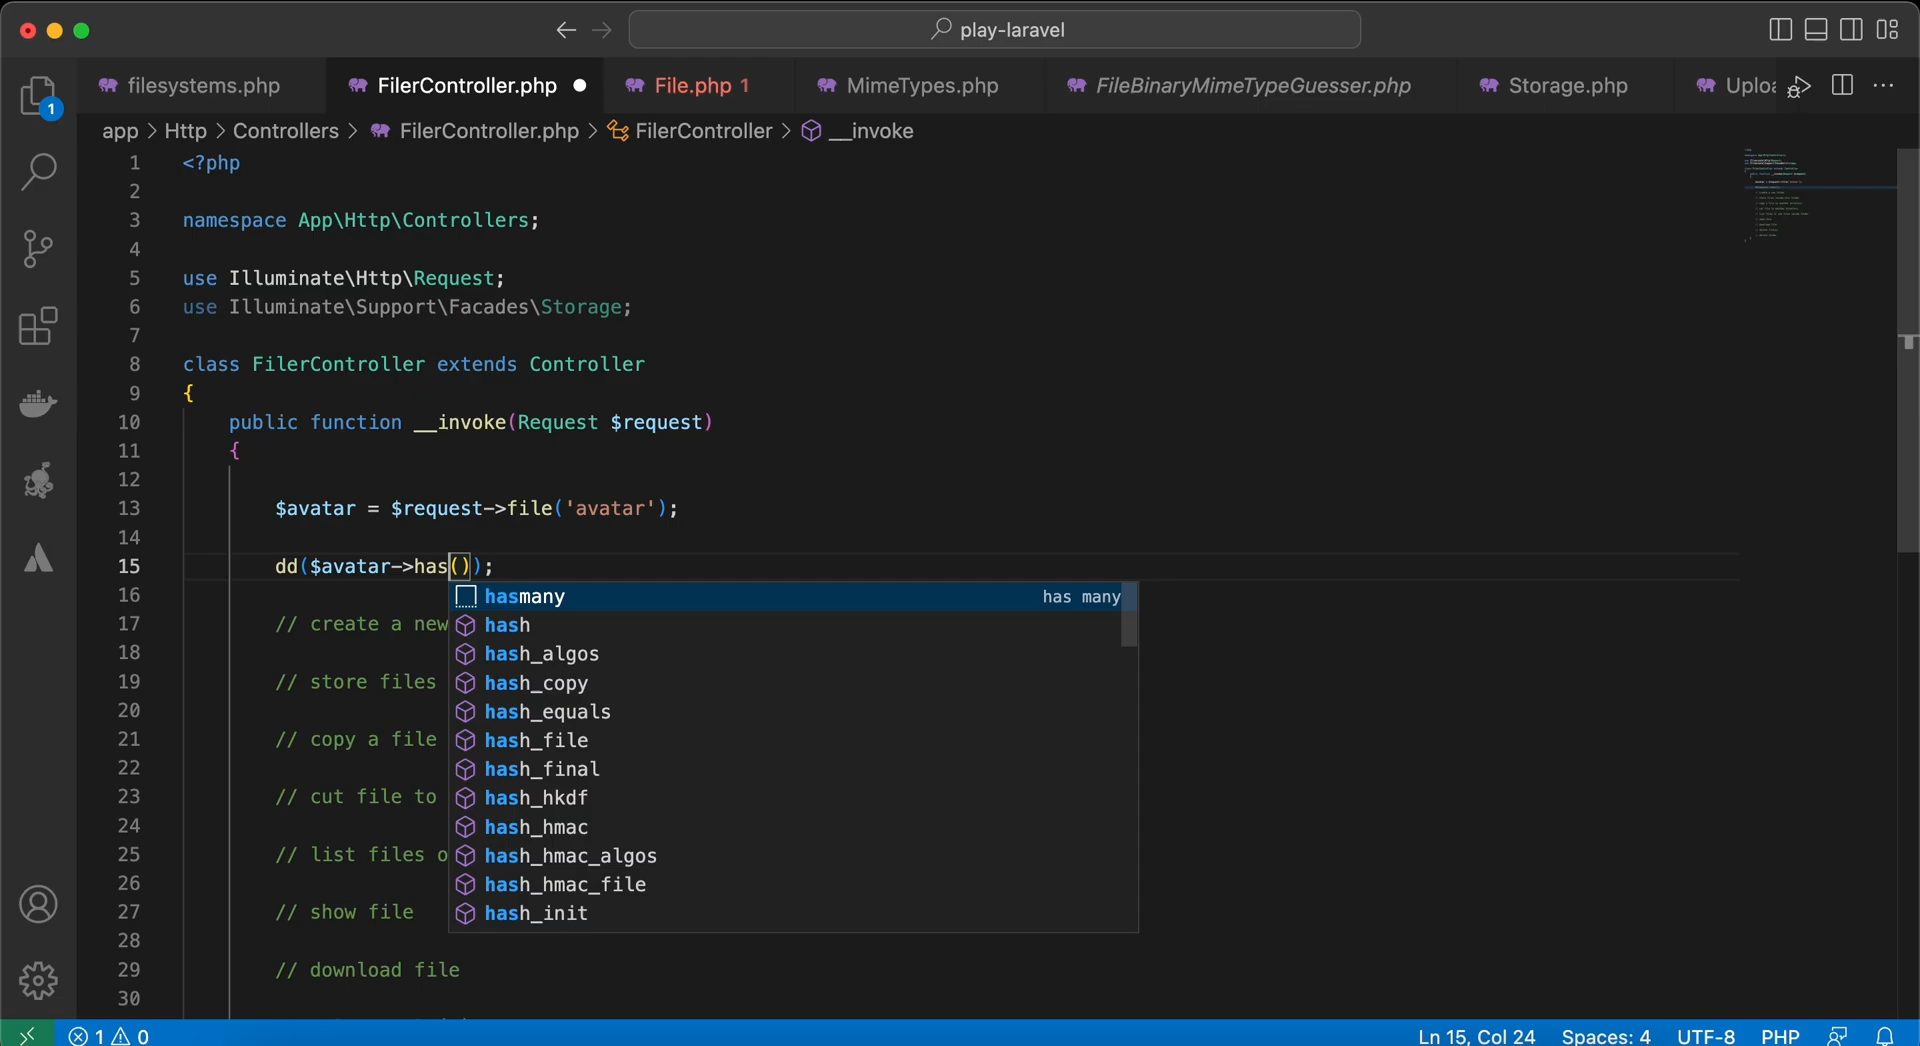 play-laravel
filesystems.php FilerController.php File.php 1 MimeTypes.php FileBinaryMimeTypeGuesser.php Storage.php Uploa
1
app > Http > Controllers > FilerController.php > FilerController > __invoke
1 <?php
2
3 namespace App\Http\Controllers;
4
5 use Illuminate\Http\Request;
6 use Illuminate\Support\Facades\Storage;
7
8 class FilerController extends Controller
9 {
10 public function __invoke(Request $request)
11 {
12
13 $avatar = $request->file('avatar');
14
15 dd($avatar->has());
16 hasmany has many
17 // create a new hash
18 hash_algos
19 // store files hash_copy
20 hash_equals
21 // copy a file hash_file
22 hash_final
23 // cut file to hash_hkdf
24 hash_hmac
25 // list files o hash_hmac_algos
26 hash_hmac_file
27 // show file hash_init
28
29 // download file
30
1 0 Ln 15, Col 24 Spaces: 4 UTF-8 PHP